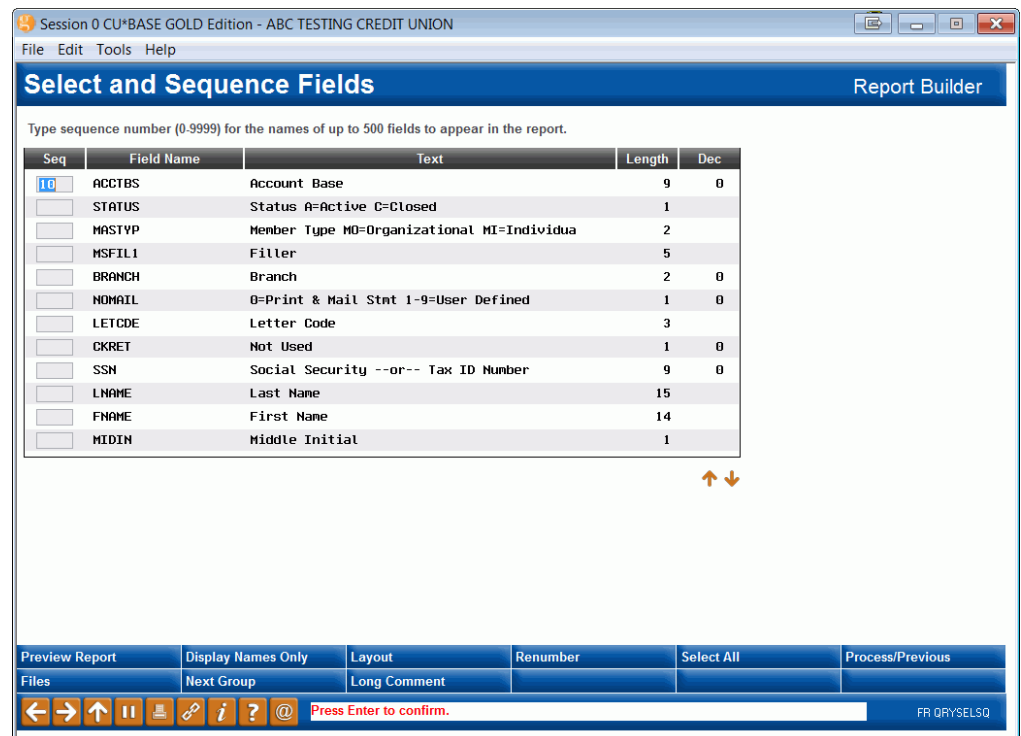 Session 0 CU*BASE GOLD Edition - ABC TESTING CREDIT UNION
File Edit Tools Help
Select and Sequence Fields Report Builder
Type sequence number (0-9999) for the names of up to 500 fields to appear in the report.
Seq Field Name Text Length Dec
10 ACCTBS Account Base 9 0
STATUS Status A=Active C=Closed 1
MASTYP Member Type MO=Organizational MI=Individua 2
MSFIL1 Filler 5
BRANCH Branch 2 0
NOMAIL 0=Print & Mail Stmt 1-9=User Defined 1 0
LETCDE Letter Code 3
CKRET Not Used 1 0
SSN Social Security --or-- Tax ID Number 9 0
LNAME Last Name 15
FNAME First Name 14
MIDIN Middle Initial 1
Preview Report Display Names Only Layout Renumber Select All Process/Previous
Files Next Group Long Comment
Press Enter to confirm. FR QRYSELSQ